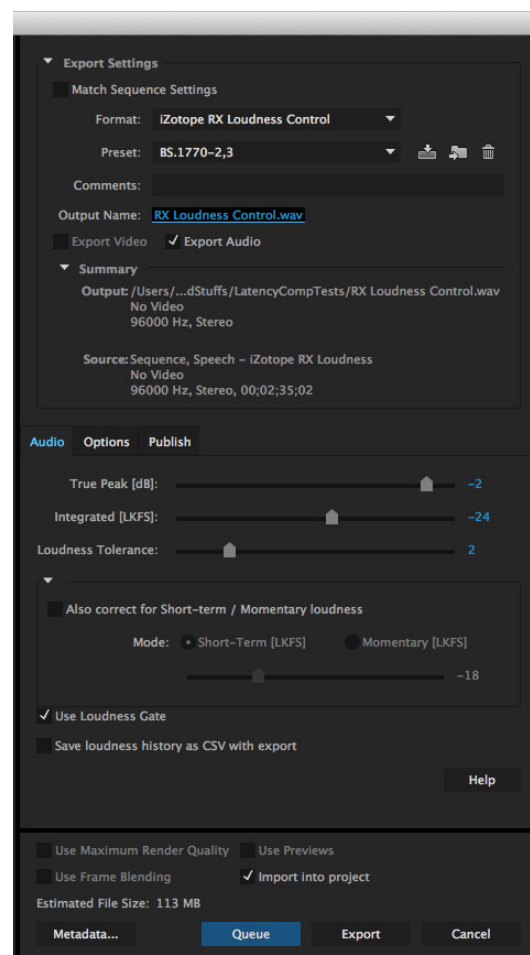 Export Settings
Match Sequence Settings
Format: iZotope RX Loudness Control
Preset: BS.1770-2,3
Comments:
Output Name: RX Loudness Control.wav
Export Video Export Audio
Summary
Output: /Users/...dStuffs/LatencyCompTests/RX Loudness Control.wav
No Video
96000 Hz, Stereo
Source: Sequence, Speech – iZotope RX Loudness
No Video
96000 Hz, Stereo, 00;02;35;02
Audio Options Publish
True Peak [dB]: -2
Integrated [LKFS]: -24
Loudness Tolerance: 2
Also correct for Short-term / Momentary loudness
Mode: Short-Term [LKFS] Momentary [LKFS]
-18
Use Loudness Gate
Save loudness history as CSV with export
Help
Use Maximum Render Quality Use Previews
Use Frame Blending Import into project
Estimated File Size: 113 MB
Metadata... Queue Export Cancel